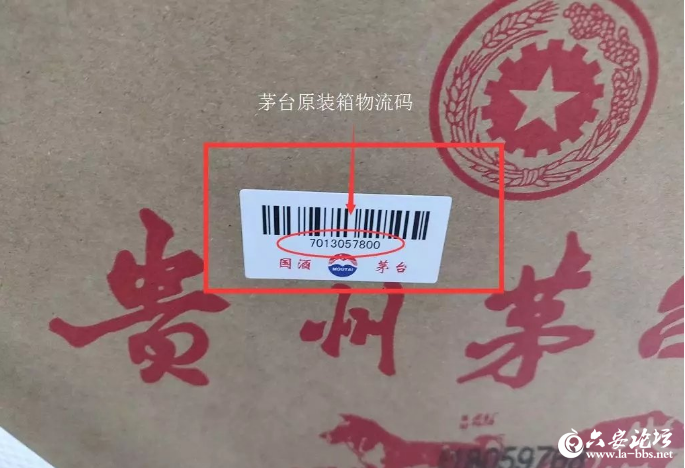 茅台原装箱物流码
7013057800
国酒 MOUTAI 茅台
贵州茅台
六安论坛
www.la-bbs.net